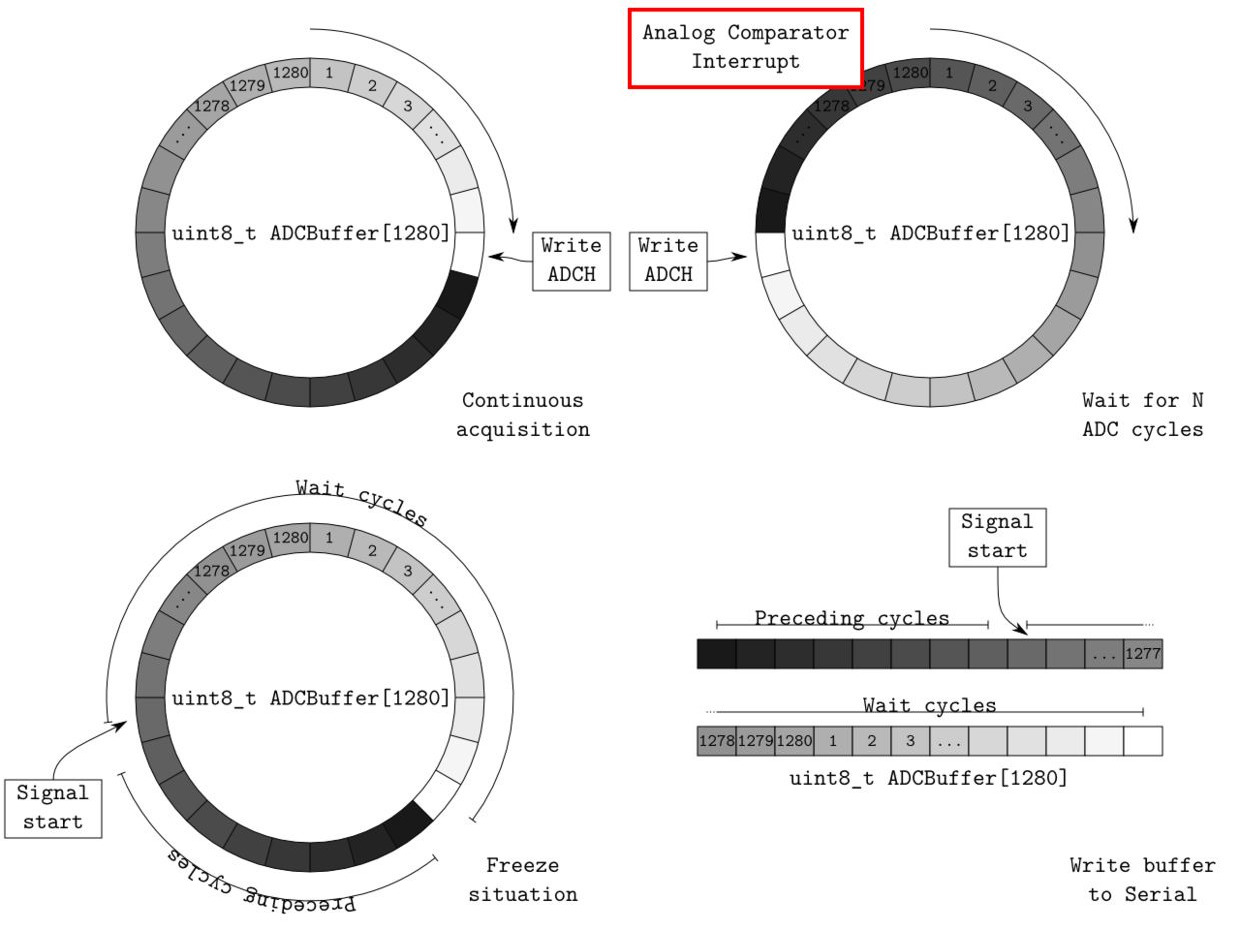 1280 1 2 3 ...
... 1278 1279
uint8_t ADCBuffer[1280]
Write
ADCH
Continuous
acquisition
Analog Comparator
Interrupt
1280 1 2 3 ...
... 1278 1279
uint8_t ADCBuffer[1280]
Write
ADCH
Wait for N
ADC cycles
Wait cycles
1280 1 2 3 ...
... 1278 1279
uint8_t ADCBuffer[1280]
Signal
start
Preceding cycles
Freeze
situation
Signal
start
Preceding cycles ...
... 1277
... Wait cycles
1278 1279 1280 1 2 3 ...
uint8_t ADCBuffer[1280]
Write buffer
to Serial